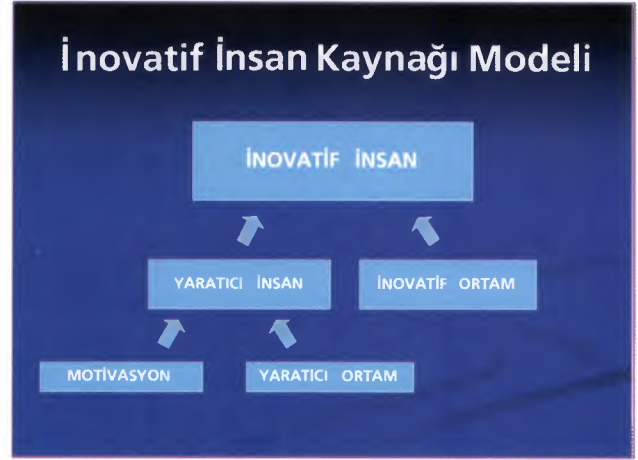 İnovatif İnsan Kaynağı Modeli
İNOVATİF İNSAN
YARATICI İNSAN
İNOVATİF ORTAM
MOTİVASYON
YARATICI ORTAM